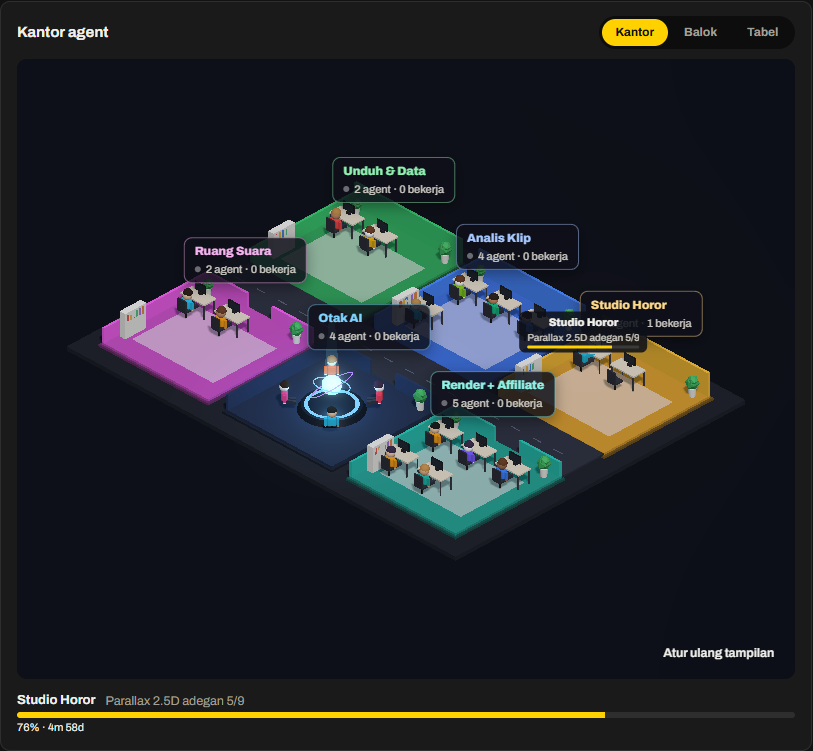 Kantor agent
Kantor
Balok
Tabel
Unduh & Data
2 agent · 0 bekerja
Ruang Suara
2 agent · 0 bekerja
Analis Klip
4 agent · 0 bekerja
Otak AI
4 agent · 0 bekerja
Studio Horor
1 bekerja
Studio Horor
Parallax 2.5D adegan 5/9
Render + Affiliate
5 agent · 0 bekerja
Atur ulang tampilan
Studio Horor Parallax 2.5D adegan 5/9
76% · 4m 58d